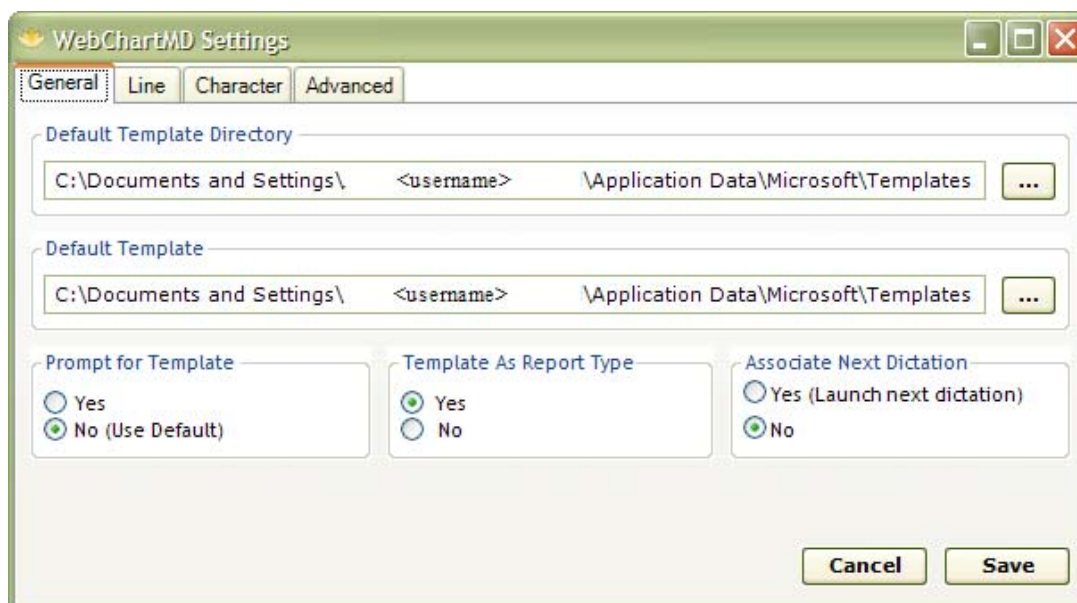 WebChartMD Settings
General Line Character Advanced
Default Template Directory
C:\Documents and Settings\. <username> \Application Data\Microsoft\Templates ...
Default Template
C:\Documents and Settings\ <username> \Application Data\Microsoft\Templates ...
Prompt for Template Template As Report Type Associate Next Dictation
Yes Yes Yes (Launch next dictation)
No (Use Default) No No
Cancel Save